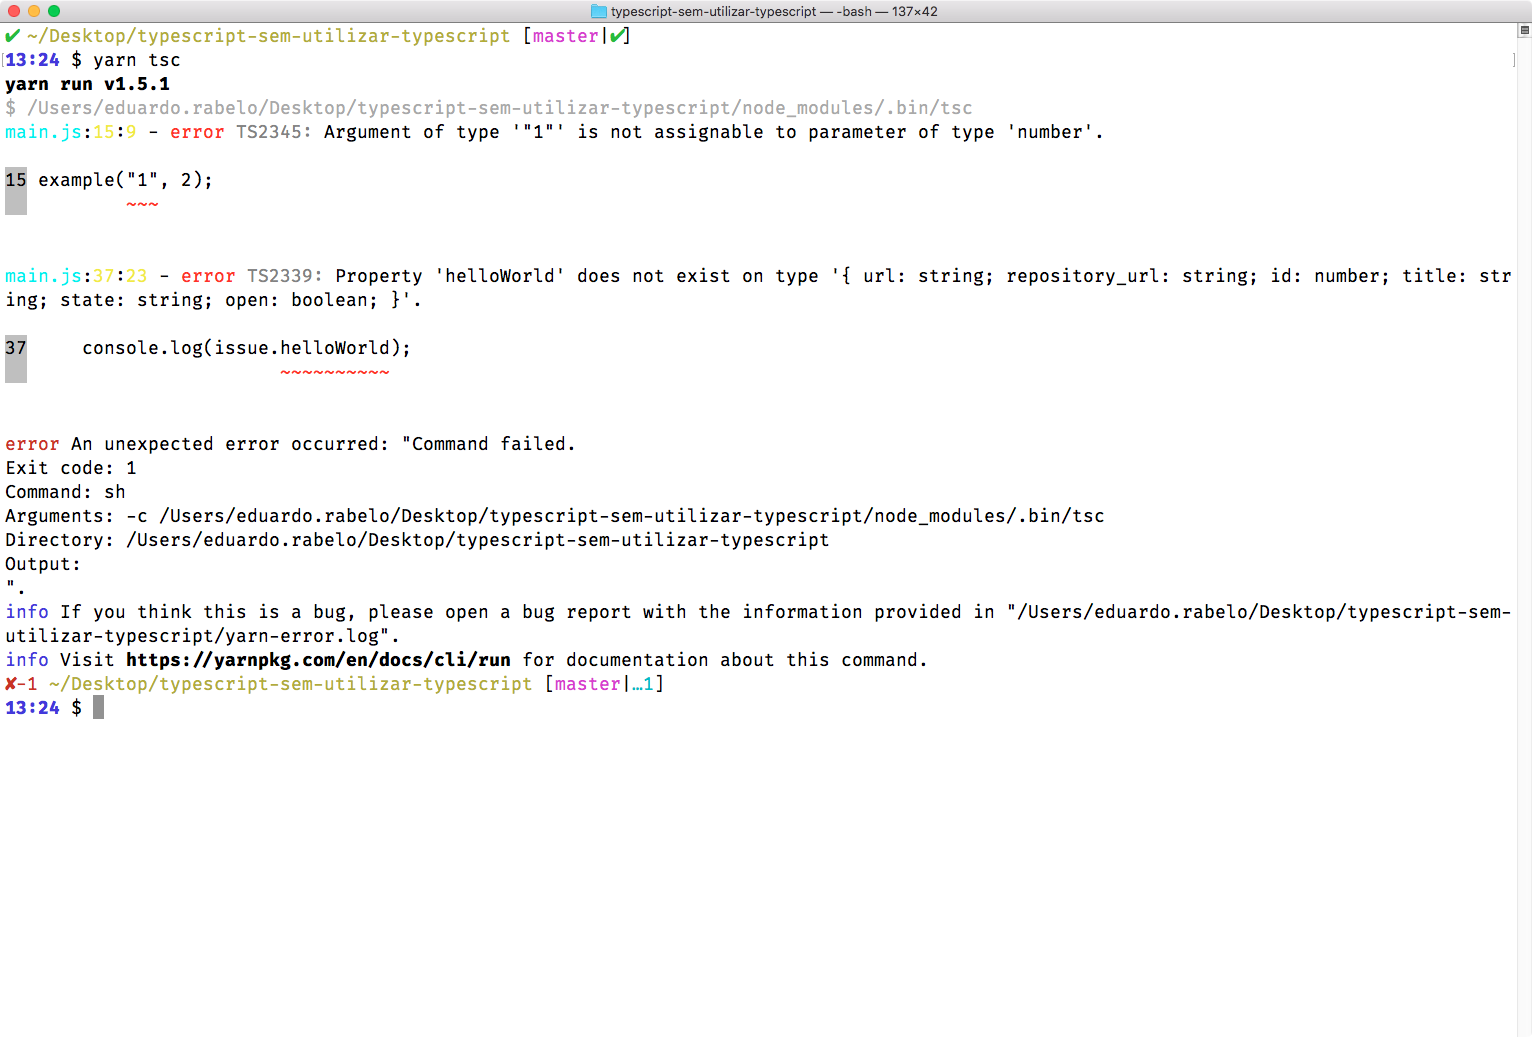 typescript-sem-utilizar-typescript — -bash — 137×42
✔ ~/Desktop/typescript-sem-utilizar-typescript [master|✔]
13:24 $ yarn tsc
yarn run v1.5.1
$ /Users/eduardo.rabelo/Desktop/typescript-sem-utilizar-typescript/node_modules/.bin/tsc
main.js:15:9 - error TS2345: Argument of type '"1"' is not assignable to parameter of type 'number'.
15 example("1", 2);
~~~
main.js:37:23 - error TS2339: Property 'helloWorld' does not exist on type '{ url: string; repository_url: string; id: number; title: str
ing; state: string; open: boolean; }'.
37     console.log(issue.helloWorld);
~~~~~~~~~~
error An unexpected error occurred: "Command failed.
Exit code: 1
Command: sh
Arguments: -c /Users/eduardo.rabelo/Desktop/typescript-sem-utilizar-typescript/node_modules/.bin/tsc
Directory: /Users/eduardo.rabelo/Desktop/typescript-sem-utilizar-typescript
Output:
".
info If you think this is a bug, please open a bug report with the information provided in "/Users/eduardo.rabelo/Desktop/typescript-sem-
utilizar-typescript/yarn-error.log".
info Visit https://yarnpkg.com/en/docs/cli/run for documentation about this command.
✘-1 ~/Desktop/typescript-sem-utilizar-typescript [master|…1]
13:24 $